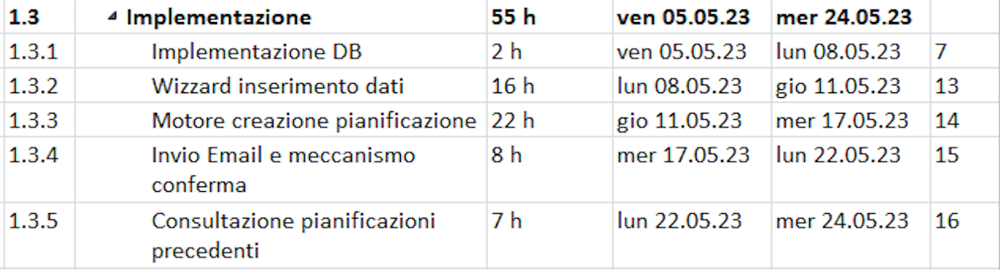 1.3 Implementazione 55 h ven 05.05.23 mer 24.05.23
1.3.1 Implementazione DB 2 h ven 05.05.23 lun 08.05.23 7
1.3.2 Wizzard inserimento dati 16 h lun 08.05.23 gio 11.05.23 13
1.3.3 Motore creazione pianificazione 22 h gio 11.05.23 mer 17.05.23 14
1.3.4 Invio Email e meccanismo 8 h mer 17.05.23 lun 22.05.23 15
conferma
1.3.5 Consultazione pianificazioni 7 h lun 22.05.23 mer 24.05.23 16
precedenti